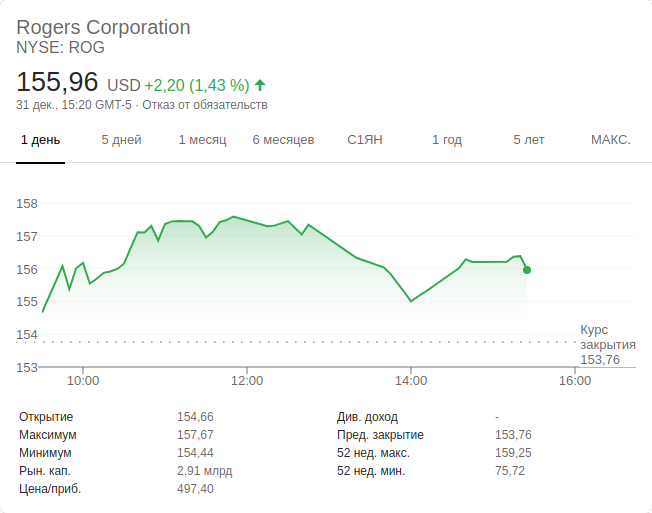 Rogers Corporation
NYSE: ROG
155,96 USD +2,20 (1,43 %)
31 дек., 15:20 GMT-5 · Отказ от обязательств
1 день 5 дней 1 месяц 6 месяцев С1ЯН 1 год 5 лет МАКС.
158
157
156
155
154
Курс
закрытия
153,76
153
10:00 12:00 14:00 16:00
Открытие 154,66 Див. доход -
Максимум 157,67 Пред. закрытие 153,76
Минимум 154,44 52 нед. макс. 159,25
Рын. кап. 2,91 млрд 52 нед. мин. 75,72
Цена/приб. 497,40